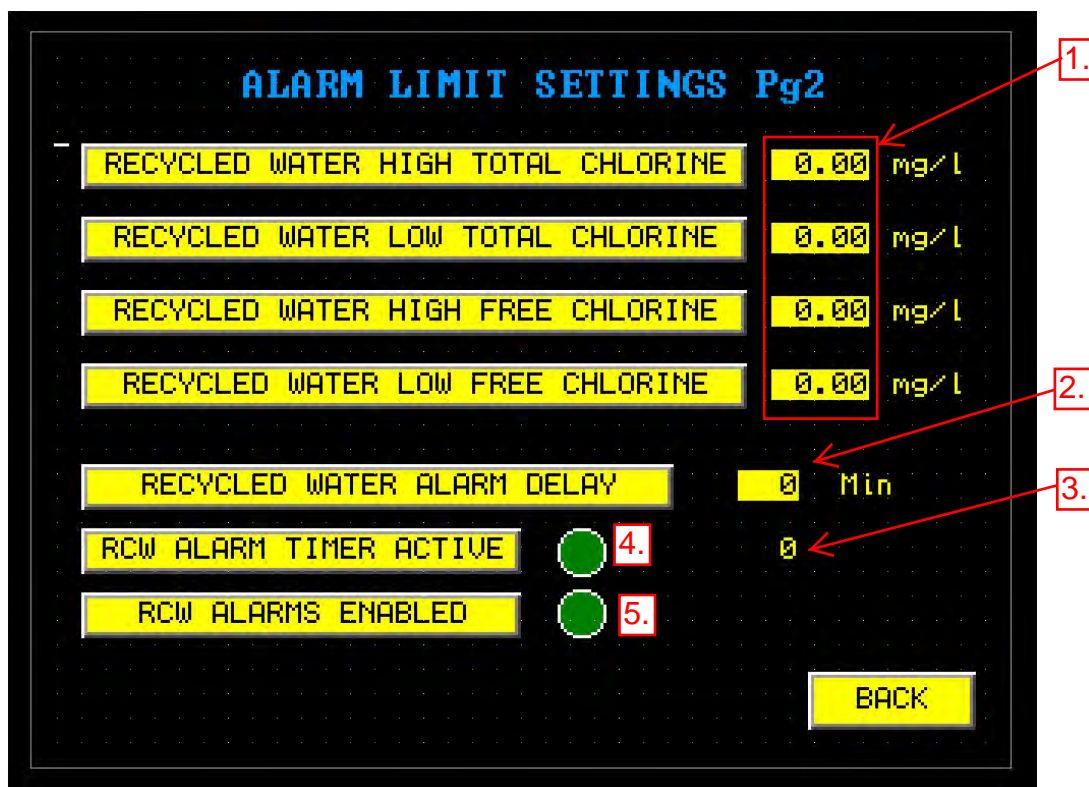 ALARM LIMIT SETTINGS Pg2
1.
RECYCLED WATER HIGH TOTAL CHLORINE 0.00 mg/l
RECYCLED WATER LOW TOTAL CHLORINE 0.00 mg/l
RECYCLED WATER HIGH FREE CHLORINE 0.00 mg/l
RECYCLED WATER LOW FREE CHLORINE 0.00 mg/l
2.
RECYCLED WATER ALARM DELAY 0 Min
3.
RCW ALARM TIMER ACTIVE 4. 0
RCW ALARMS ENABLED 5.
BACK